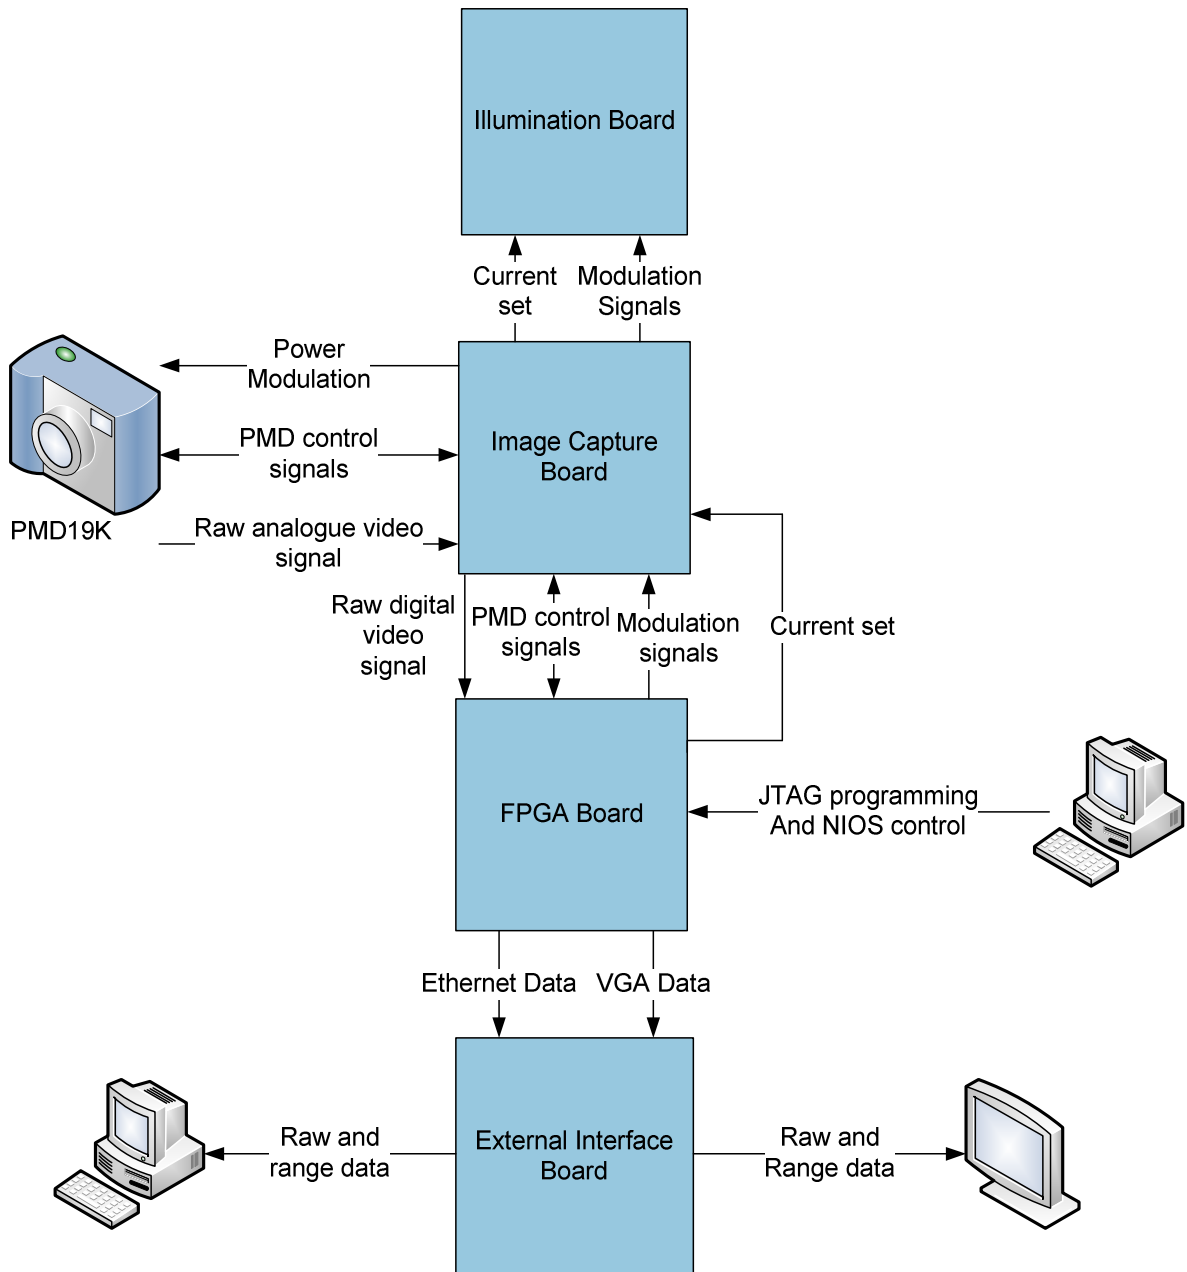 Illumination Board
Current
set
Modulation
Signals
Power
Modulation
PMD control
signals
Image Capture
Board
PMD19K
Raw analogue video
signal
Raw digital
video
signal
PMD control
signals
Modulation
signals
Current set
FPGA Board
JTAG programming
And NIOS control
Ethernet Data
VGA Data
Raw and
range data
External Interface
Board
Raw and
Range data